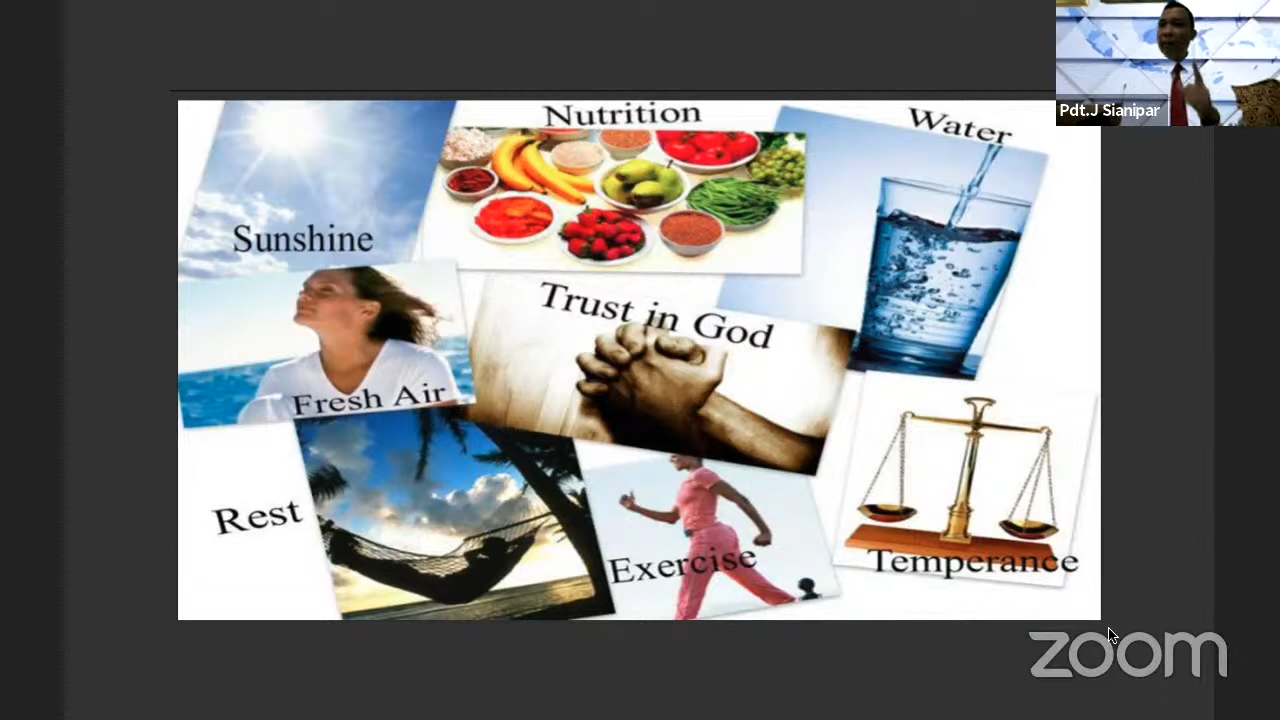 Nutrition
Water
Pdt.J Sianipar
Sunshine
Trust in God
Fresh Air
Rest
Exercise
Temperance
zoom